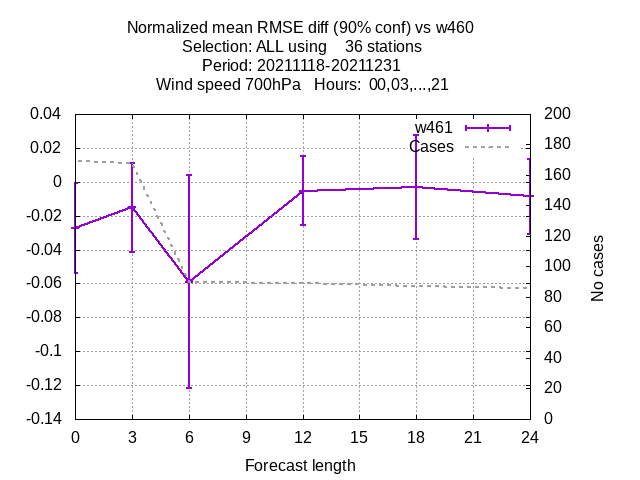 Normalized mean RMSE diff (90% conf) vs w460
Selection: ALL using    36 stations
Period: 20211118-20211231
Wind speed 700hPa   Hours:  00,03,...,21
w461
Cases
0.04
0.02
0
-0.02
-0.04
-0.06
-0.08
-0.1
-0.12
-0.14
200
180
160
140
120
100
80
60
40
20
0
No cases
0 3 6 9 12 15 18 21 24
Forecast length